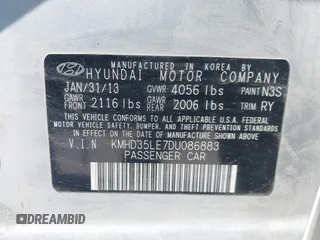 MANUFACTURED IN KOREA BY
HYUNDAI MOTOR COMPANY
JAN/31/13 GVWR 4056 lbs PAINT N3S
GAWR FRONT 2116 lbs GAWR REAR 2006 lbs TRIM RY
THIS VEHICLE CONFORMS TO ALL APPLICABLE
U.S. FEDERAL MOTOR VEHICLE SAFETY, BUMPER,
AND THEFT PREVENTION STANDARDS IN EFFECT
ON THE DATE OF MANUFACTURE SHOWN ABOVE.
V.I.N KMHD35LE7DU086883
PASSENGER CAR
DREAMBID